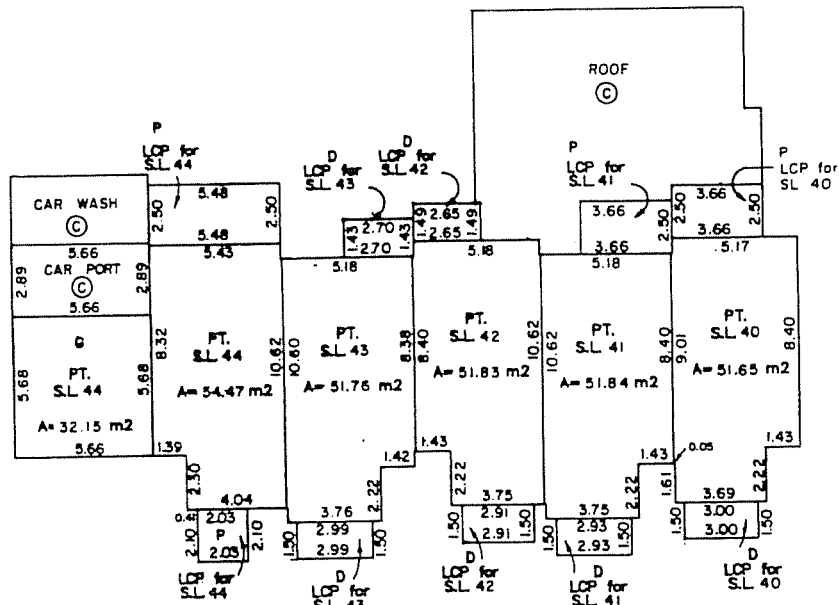 ROOF
C
P
LCP for
S.L. 44
D
LCP for
S.L 43
D
LCP for
S.L 42
P
LCP for
S.L 41
P
LCP for
SL 40
5.48
2.50
2.50
5.48
5.43
CAR WASH
C
5.66
2.89
CAR PORT
2.89
C
5.66
G
PT.
S.L 44
5.68
5.68
A= 32.15 m2
5.66
8.32
PT.
S.L 44
10.62
A= 54.47 m2
1.39
2.30
4.04
2.03
2.10
P
2.10
2.03
LCP for
S.L 44
2.70
1.43
1.43
2.70
5.18
10.60
PT.
S.L 43
8.38
A= 51.76 m2
1.42
2.22
3.76
2.99
1.50
1.50
2.99
D
LCP for
S.L 43
2.65
1.49
1.49
2.65
5.18
8.40
PT.
S.L 42
10.62
A= 51.83 m2
1.43
2.22
3.75
2.91
1.50
1.50
2.91
D
LCP for
S.L 42
3.66
2.50
3.66
5.18
10.62
PT.
S.L 41
8.40
A= 51.84 m2
1.43
2.22
3.75
2.93
1.50
1.50
2.93
D
LCP for
S.L 41
3.66
2.50
2.50
3.66
5.17
9.01
PT.
S.L 40
8.40
A= 51.65 m2
0.05
1.43
1.61
2.22
3.69
3.00
1.50
1.50
3.00
D
LCP for
S.L 40